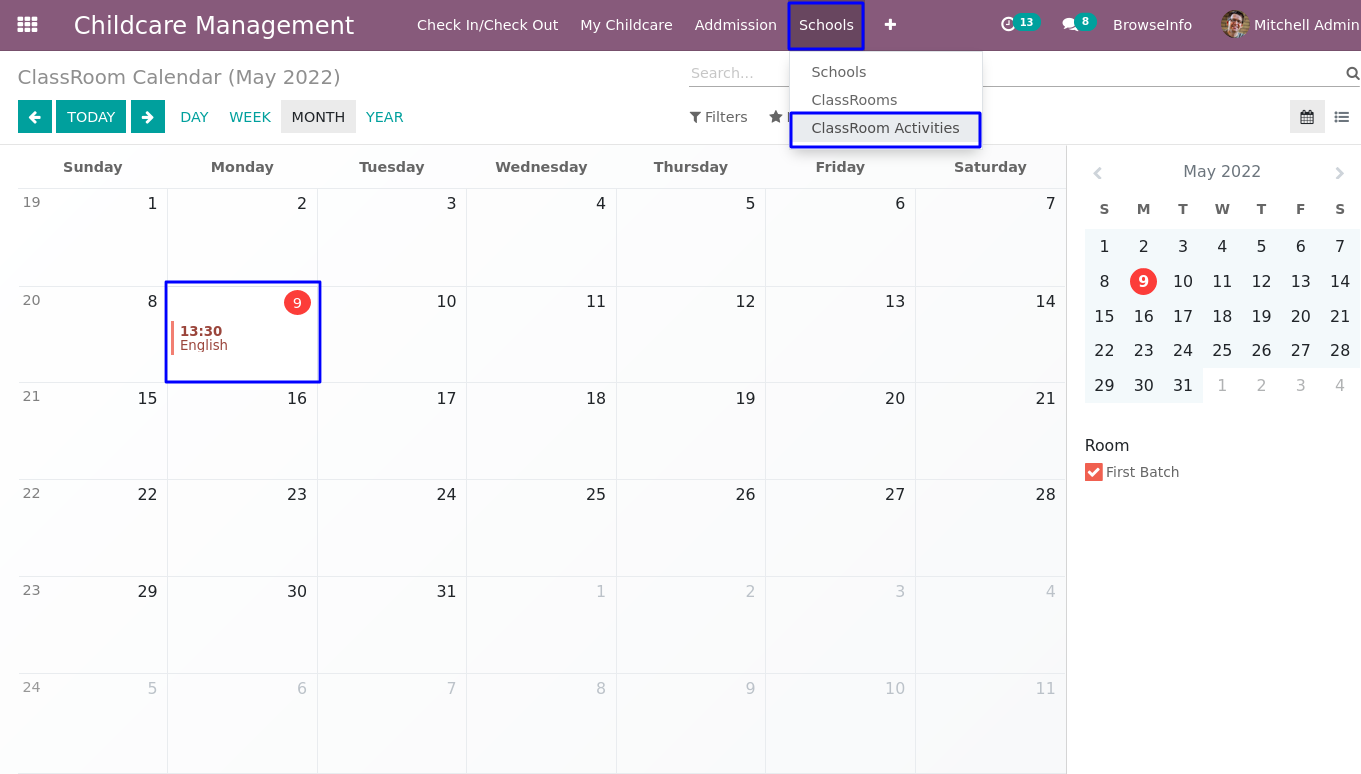 Childcare Management Check In/Check Out My Childcare Addmission Schools + 13 8 BrowseInfo Mitchell Admin
ClassRoom Calendar (May 2022) Search...
Schools
ClassRooms
ClassRoom Activities
TODAY DAY WEEK MONTH YEAR Filters
Sunday Monday Tuesday Wednesday Thursday Friday Saturday
19 1 2 3 4 5 6 7
20 8 9 10 11 12 13 14
13:30
English
21 15 16 17 18 19 20 21
22 22 23 24 25 26 27 28
23 29 30 31 1 2 3 4
24 5 6 7 8 9 10 11
May 2022
S M T W T F S
1 2 3 4 5 6 7
8 9 10 11 12 13 14
15 16 17 18 19 20 21
22 23 24 25 26 27 28
29 30 31 1 2 3 4
Room
First Batch